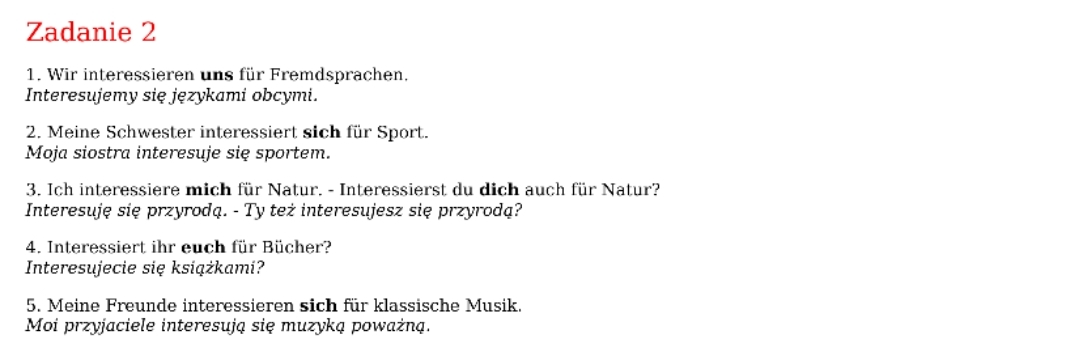 Zadanie 2
1. Wir interessieren uns für Fremdsprachen.
Interesujemy się językami obcymi.
2. Meine Schwester interessiert sich für Sport.
Moja siostra interesuje się sportem.
3. Ich interessiere mich für Natur. - Interessierst du dich auch für Natur?
Interesuję się przyrodą. - Ty też interesujesz się przyrodą?
4. Interessiert ihr euch für Bücher?
Interesujecie się książkami?
5. Meine Freunde interessieren sich für klassische Musik.
Moi przyjaciele interesują się muzyką poważną.